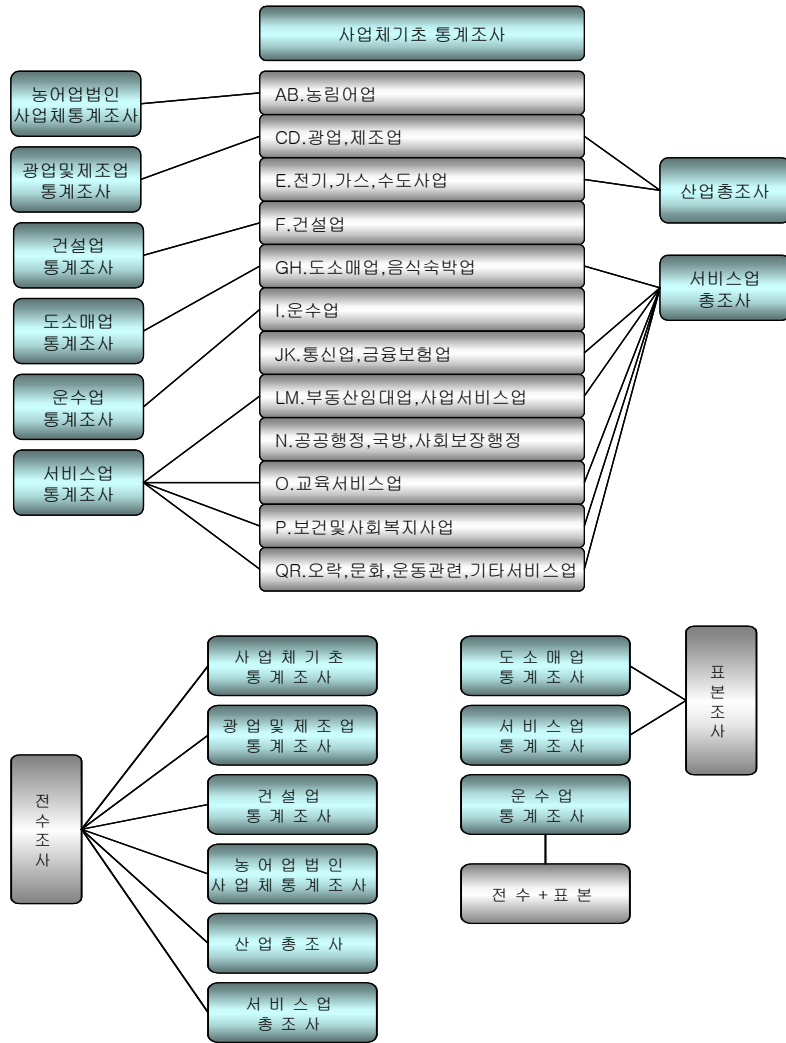 사업체기초 통계조사
농어업법인
사업체통계조사
광업및제조업
통계조사
건설업
통계조사
도소매업
통계조사
운수업
통계조사
서비스업
통계조사
AB.농림어업
CD.광업,제조업
E.전기,가스,수도사업
F.건설업
GH.도소매업,음식숙박업
I.운수업
JK.통신업,금융보험업
LM.부동산임대업,사업서비스업
N.공공행정,국방,사회보장행정
O.교육서비스업
P.보건및사회복지사업
QR.오락,문화,운동관련,기타서비스업
산업총조사
서비스업
총조사
전수조사
사 업 체 기 초
통 계 조 사
광 업 및 제 조 업
통 계 조 사
건 설 업
통 계 조 사
농 어 업 법 인
사 업 체 통 계 조 사
산 업 총 조 사
서 비 스 업
총 조 사
도 소 매 업
통 계 조 사
서 비 스 업
통 계 조 사
운 수 업
통 계 조 사
전 수 + 표 본
표본조사